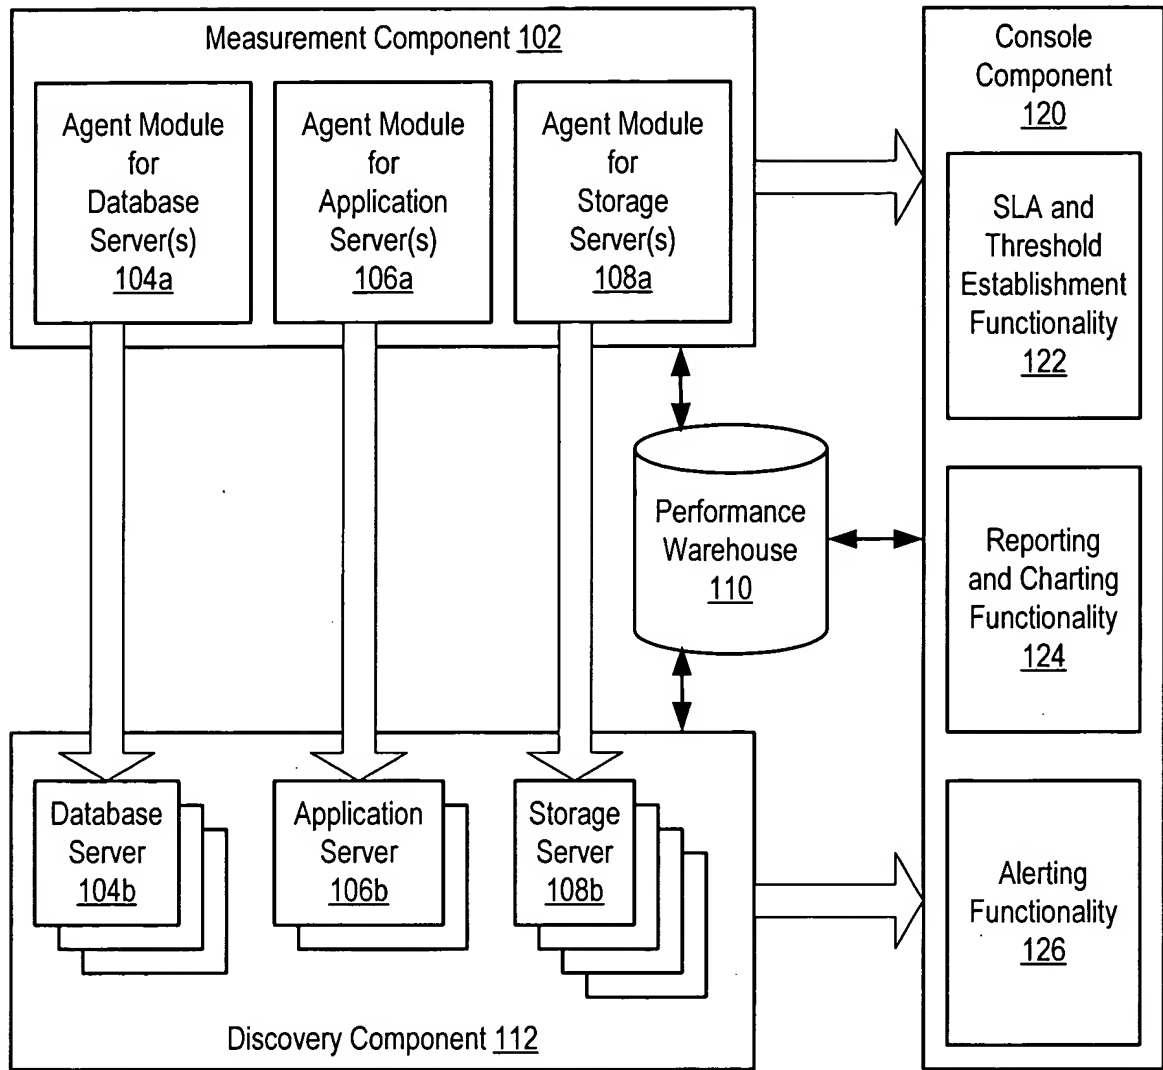 Measurement Component 102
Agent Module
for
Database
Server(s)
104a
Agent Module
for
Application
Server(s)
106a
Agent Module
for
Storage
Server(s)
108a
Console
Component
120
SLA and
Threshold
Establishment
Functionality
122
Performance
Warehouse
110
Reporting
and Charting
Functionality
124
Database
Server
104b
Application
Server
106b
Storage
Server
108b
Alerting
Functionality
126
Discovery Component 112